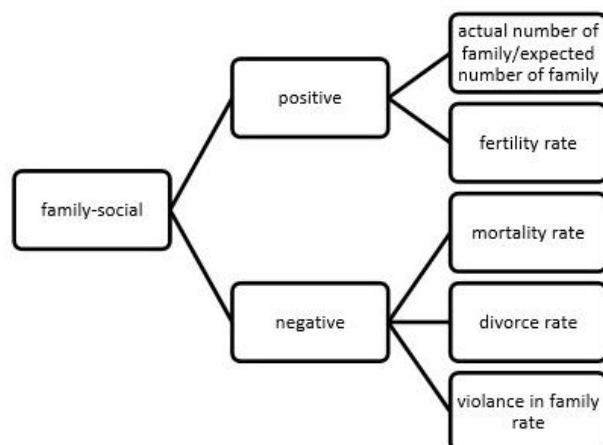 actual number of
family/expected
number of family
positive
fertility rate
family-social
mortality rate
negative
divorce rate
violance in family
rate